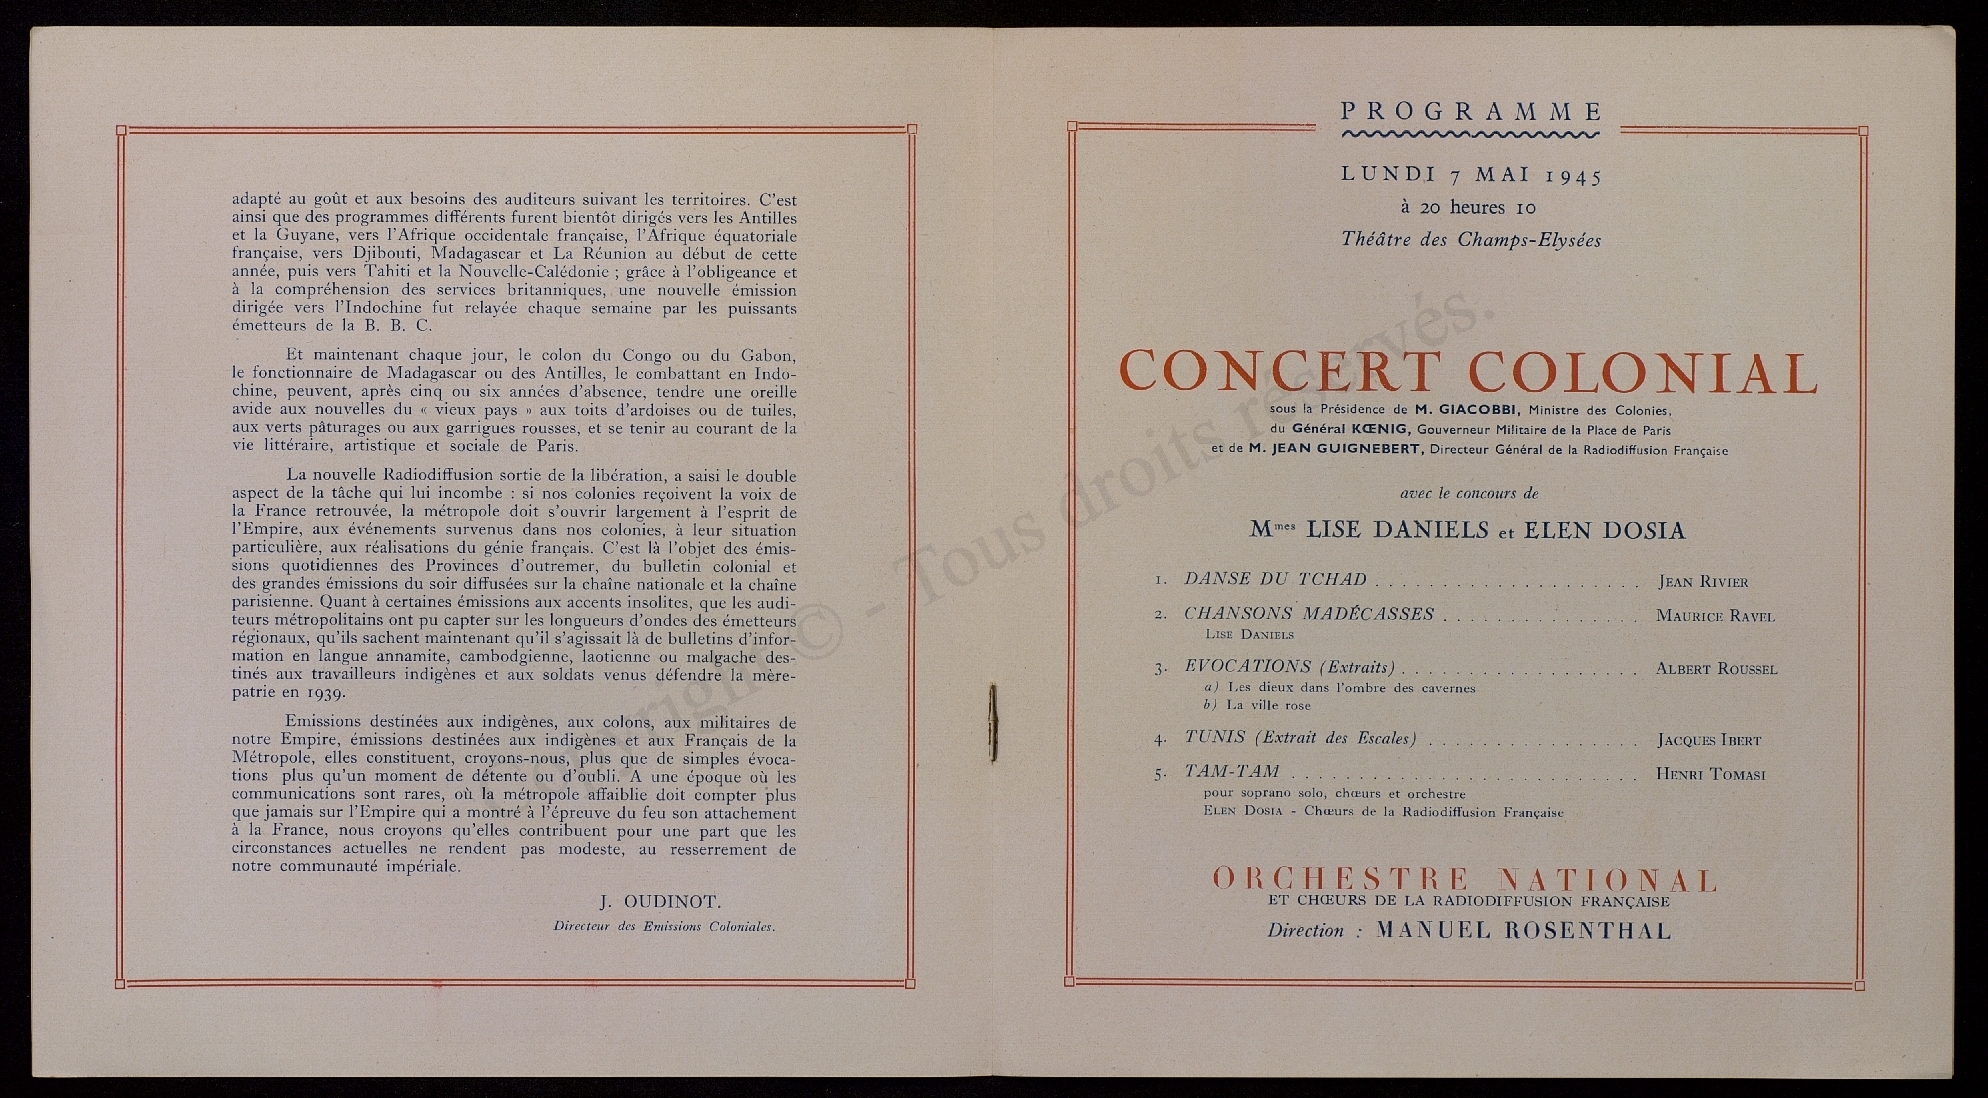 adapté au goût et aux besoins des auditeurs suivant les territoires. C'est
ainsi que des programmes différents furent bientôt dirigés vers les Antilles
et la Guyane, vers l'Afrique occidentale française, l'Afrique équatoriale
française, vers Djibouti, Madagascar et La Réunion au début de cette
année, puis vers Tahiti et la Nouvelle-Calédonie ; grâce à l'obligeance et
à la compréhension des services britanniques, une nouvelle émission
dirigée vers l'Indochine fut relayée chaque semaine par les puissants
émetteurs de la B. B. C.
Et maintenant chaque jour, le colon du Congo ou du Gabon,
le fonctionnaire de Madagascar ou des Antilles, le combattant en Indo-
chine, peuvent, après cinq ou six années d'absence, tendre une oreille
avide aux nouvelles du « vieux pays » aux toits d'ardoises ou de tuiles,
aux verts pâturages ou aux garrigues rousses, et se tenir au courant de la
vie littéraire, artistique et sociale de Paris.
La nouvelle Radiodiffusion sortie de la libération, a saisi le double
aspect de la tâche qui lui incombe : si nos colonies reçoivent la voix de
la France retrouvée, la métropole doit s'ouvrir largement à l'esprit de
l'Empire, aux événements survenus dans nos colonies, à leur situation
particulière, aux réalisations du génie français. C'est là l'objet des émis-
sions quotidiennes des Provinces d'outremer, du bulletin colonial et
des grandes émissions du soir diffusées sur la chaîne nationale et la chaîne
parisienne. Quant à certaines émissions aux accents insolites, que les audi-
teurs métropolitains ont pu capter sur les longueurs d'ondes des émetteurs
régionaux, qu'ils sachent maintenant qu'il s'agissait là de bulletins d'infor-
mation en langue annamite, cambodgienne, laotienne ou malgache des-
tinés aux travailleurs indigènes et aux soldats venus défendre la mère-
patrie en 1939.
Emissions destinées aux indigènes, aux colons, aux militaires de
notre Empire, émissions destinées aux indigènes et aux Français de la
Métropole, elles constituent, croyons-nous, plus que de simples évoca-
tions plus qu'un moment de détente ou d'oubli. A une époque où les
communications sont rares, où la métropole affaiblie doit compter plus
que jamais sur l'Empire qui a montré à l'épreuve du feu son attachement
à la France, nous croyons qu'elles contribuent pour une part que les
circonstances actuelles ne rendent pas modeste, au resserrement de
notre communauté impériale.
J. OUDINOT.
Directeur des Emissions Coloniales.
PROGRAMME
LUNDI 7 MAI 1945
à 20 heures 10
Théâtre des Champs-Elysées
CONCERT COLONIAL
sous la Présidence de M. GIACOBBI, Ministre des Colonies,
du Général KŒNIG, Gouverneur Militaire de la Place de Paris
et de M. JEAN GUIGNEBERT, Directeur Général de la Radiodiffusion Française
avec le concours de
Mmes LISE DANIELS et ELEN DOSIA
1. DANSE DU TCHAD . . . . . . . . . . . . . . . . . . . . JEAN RIVIER
2. CHANSONS MADÉCASSES . . . . . . . . . . . . . . . MAURICE RAVEL
LISE DANIELS
3. EVOCATIONS (Extraits) . . . . . . . . . . . . . . . . . . ALBERT ROUSSEL
a) Les dieux dans l'ombre des cavernes
b) La ville rose
4. TUNIS (Extrait des Escales) . . . . . . . . . . . . . . . . JACQUES IBERT
5. TAM-TAM . . . . . . . . . . . . . . . . . . . . . . . . . . HENRI TOMASI
pour soprano solo, chœurs et orchestre
ELEN DOSIA - Chœurs de la Radiodiffusion Française
ORCHESTRE NATIONAL
ET CHŒURS DE LA RADIODIFFUSION FRANÇAISE
Direction : MANUEL ROSENTHAL
Copyright © - Tous droits réservés.